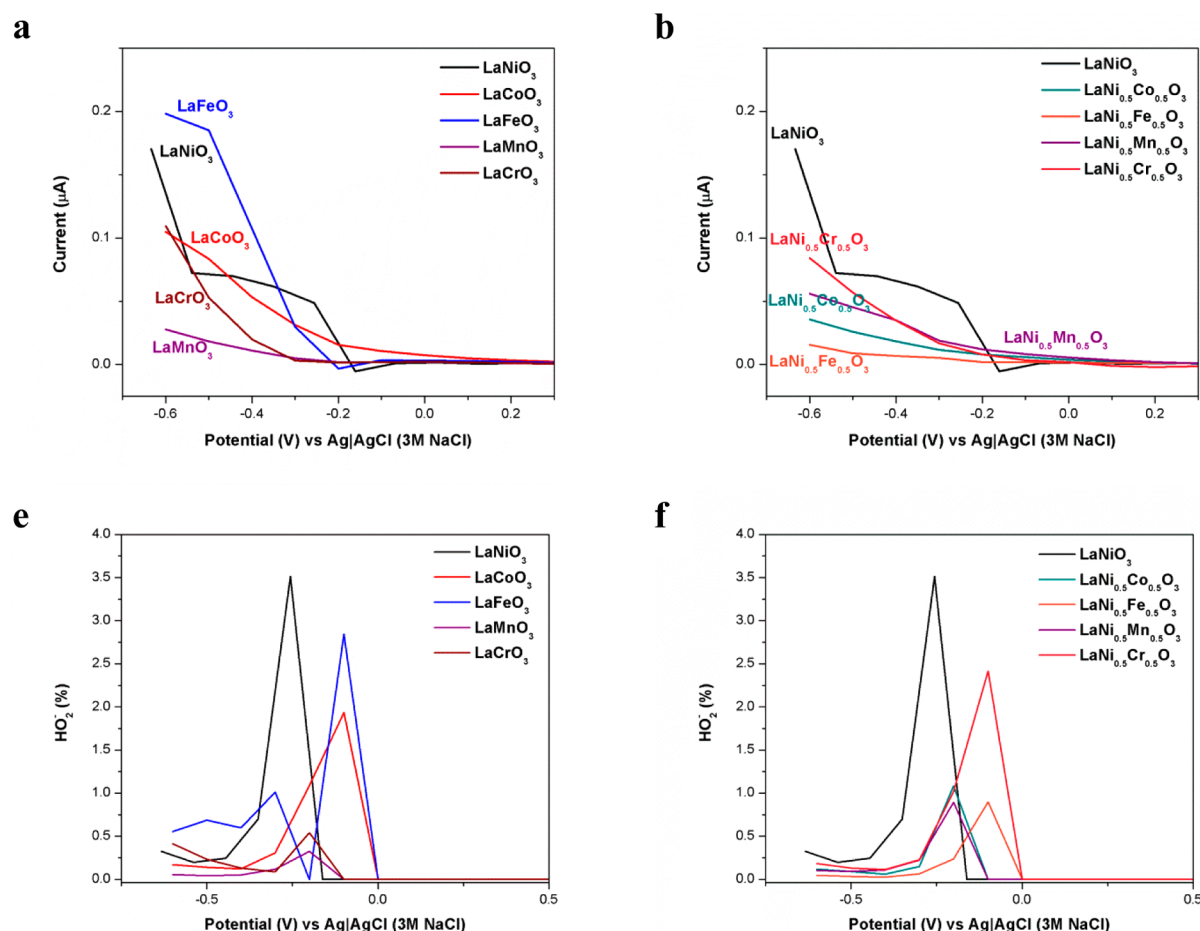 a
LaNiO3
LaCoO3
LaFeO3
LaMnO3
LaCrO3
LaFeO3
LaNiO3
LaCoO3
LaCrO3
LaMnO3
0.2
0.1
0.0
Current (μA)
-0.6 -0.4 -0.2 0.0 0.2
Potential (V) vs Ag|AgCl (3M NaCl)
b
LaNiO3
LaNi0.5Co0.5O3
LaNi0.5Fe0.5O3
LaNi0.5Mn0.5O3
LaNi0.5Cr0.5O3
LaNiO3
LaNi0.5Cr0.5O3
LaNi0.5Co0.5O3
LaNi0.5Mn0.5O3
LaNi0.5Fe0.5O3
0.2
0.1
0.0
Current (μA)
-0.6 -0.4 -0.2 0.0 0.2
Potential (V) vs Ag|AgCl (3M NaCl)
e
LaNiO3
LaCoO3
LaFeO3
LaMnO3
LaCrO3
4.0
3.5
3.0
2.5
2.0
1.5
1.0
0.5
0.0
HO2- (%)
-0.5 0.0 0.5
Potential (V) vs Ag|AgCl (3M NaCl)
f
LaNiO3
LaNi0.5Co0.5O3
LaNi0.5Fe0.5O3
LaNi0.5Mn0.5O3
LaNi0.5Cr0.5O3
4.0
3.5
3.0
2.5
2.0
1.5
1.0
0.5
0.0
HO2- (%)
-0.5 0.0 0.5
Potential (V) vs Ag|AgCl (3M NaCl)